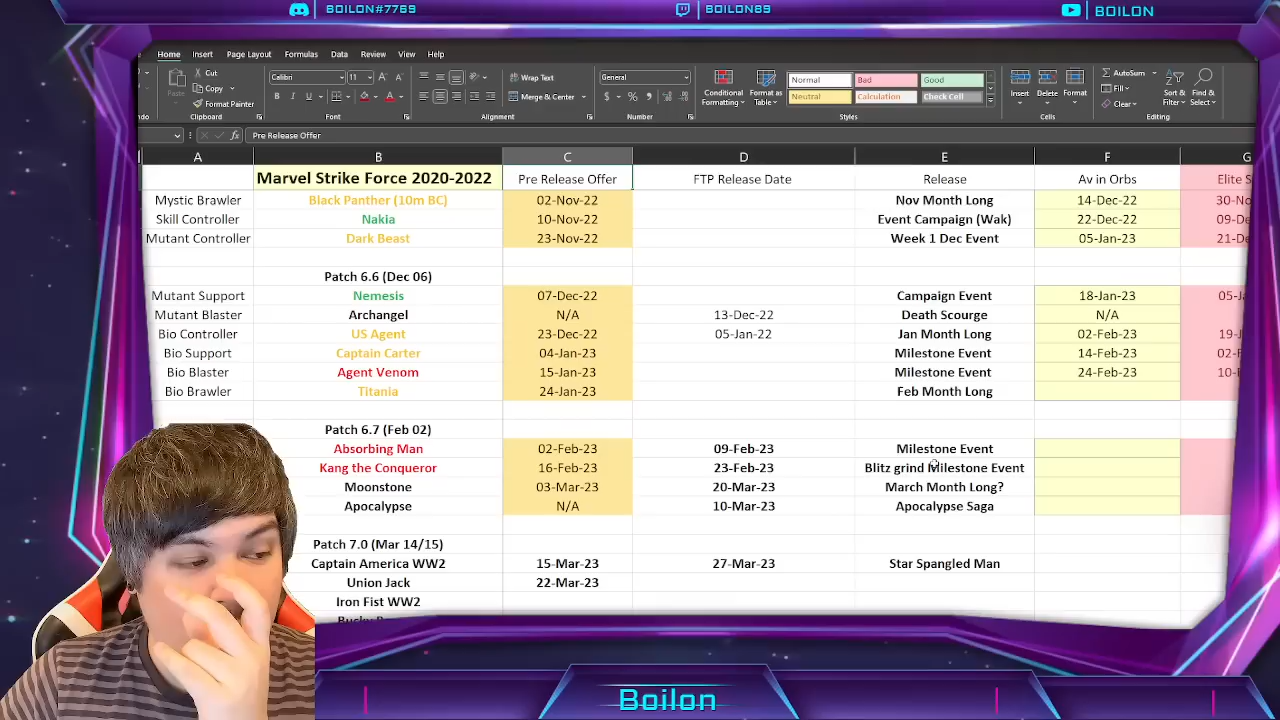 BOILON#7769
BOILON89
BOILON
Home Insert Page Layout Formulas Data Review View Help
Cut
Copy
Format Painter
Paste
Clipboard
Calibri 11
B I U
Font
Wrap Text
Merge & Center
Alignment
General
$ % 9
Number
Conditional Formatting
Format as Table
Normal Bad Good
Neutral Calculation Check Cell
Styles
Insert Delete Format
Cells
AutoSum
Fill
Clear
Sort & Filter
Find & Select
Editing
fx Pre Release Offer
A B C D E F G
Marvel Strike Force 2020-2022 Pre Release Offer FTP Release Date Release Av in Orbs Elite
Mystic Brawler Black Panther (10m BC) 02-Nov-22 Nov Month Long 14-Dec-22
Skill Controller Nakia 10-Nov-22 Event Campaign (Wak) 22-Dec-22
Mutant Controller Dark Beast 23-Nov-22 Week 1 Dec Event 05-Jan-23
Patch 6.6 (Dec 06)
Mutant Support Nemesis 07-Dec-22 Campaign Event 18-Jan-23
Mutant Blaster Archangel N/A 13-Dec-22 Death Scourge N/A
Bio Controller US Agent 23-Dec-22 05-Jan-22 Jan Month Long 02-Feb-23
Bio Support Captain Carter 04-Jan-23 Milestone Event 14-Feb-23
Bio Blaster Agent Venom 15-Jan-23 Milestone Event 24-Feb-23
Bio Brawler Titania 24-Jan-23 Feb Month Long
Patch 6.7 (Feb 02)
Absorbing Man 02-Feb-23 09-Feb-23 Milestone Event
Kang the Conqueror 16-Feb-23 23-Feb-23 Blitz grind Milestone Event
Moonstone 03-Mar-23 20-Mar-23 March Month Long?
Apocalypse N/A 10-Mar-23 Apocalypse Saga
Patch 7.0 (Mar 14/15)
Captain America WW2 15-Mar-23 27-Mar-23 Star Spangled Man
Union Jack 22-Mar-23
Iron Fist WW2
Boilon